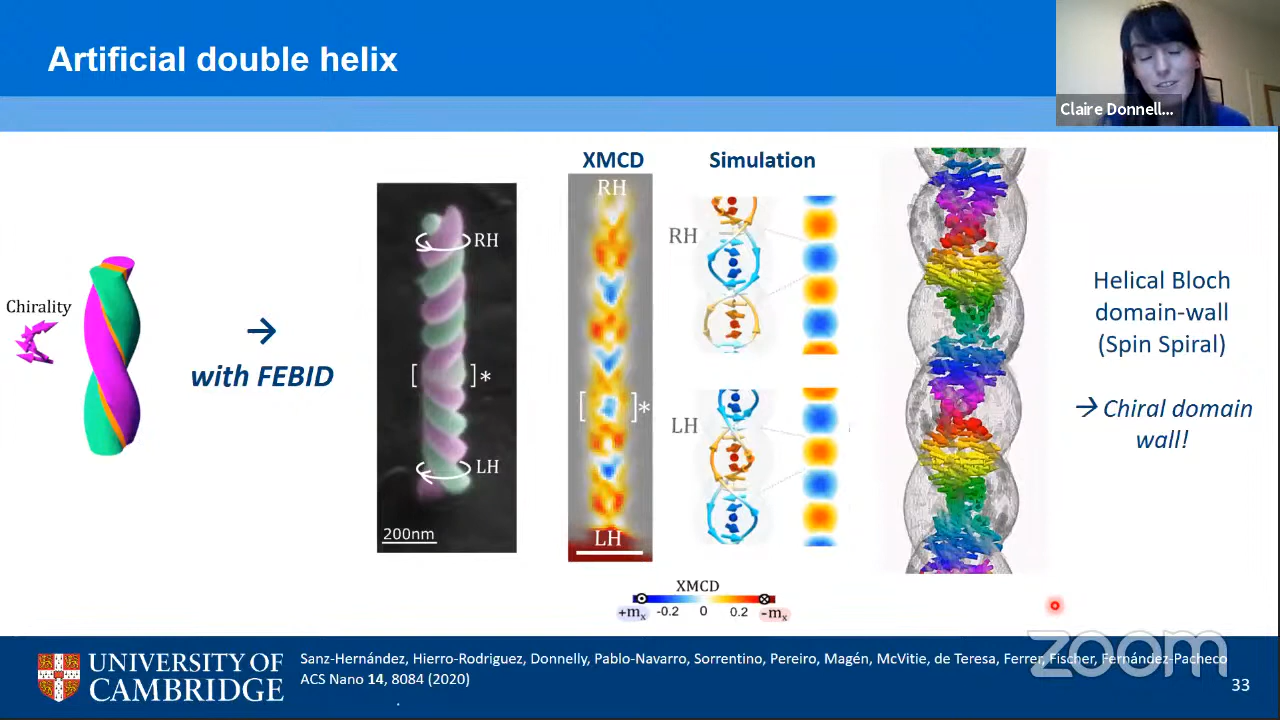 Artificial double helix
Claire Donnell...
XMCD
Simulation
Chirality
→
with FEBID
RH
[ ]*
LH
200nm
RH
[ ]*
LH
RH
LH
Helical Bloch
domain-wall
(Spin Spiral)
→ Chiral domain
wall!
XMCD
+mₓ -0.2 0 0.2 -mₓ
UNIVERSITY OF
CAMBRIDGE
Sanz-Hernández, Hierro-Rodriguez, Donnelly, Pablo-Navarro, Sorrentino, Pereiro, Magén, McVitie, de Teresa, Ferrer, Fischer, Fernández-Pacheco
ACS Nano 14, 8084 (2020)
zoom
33